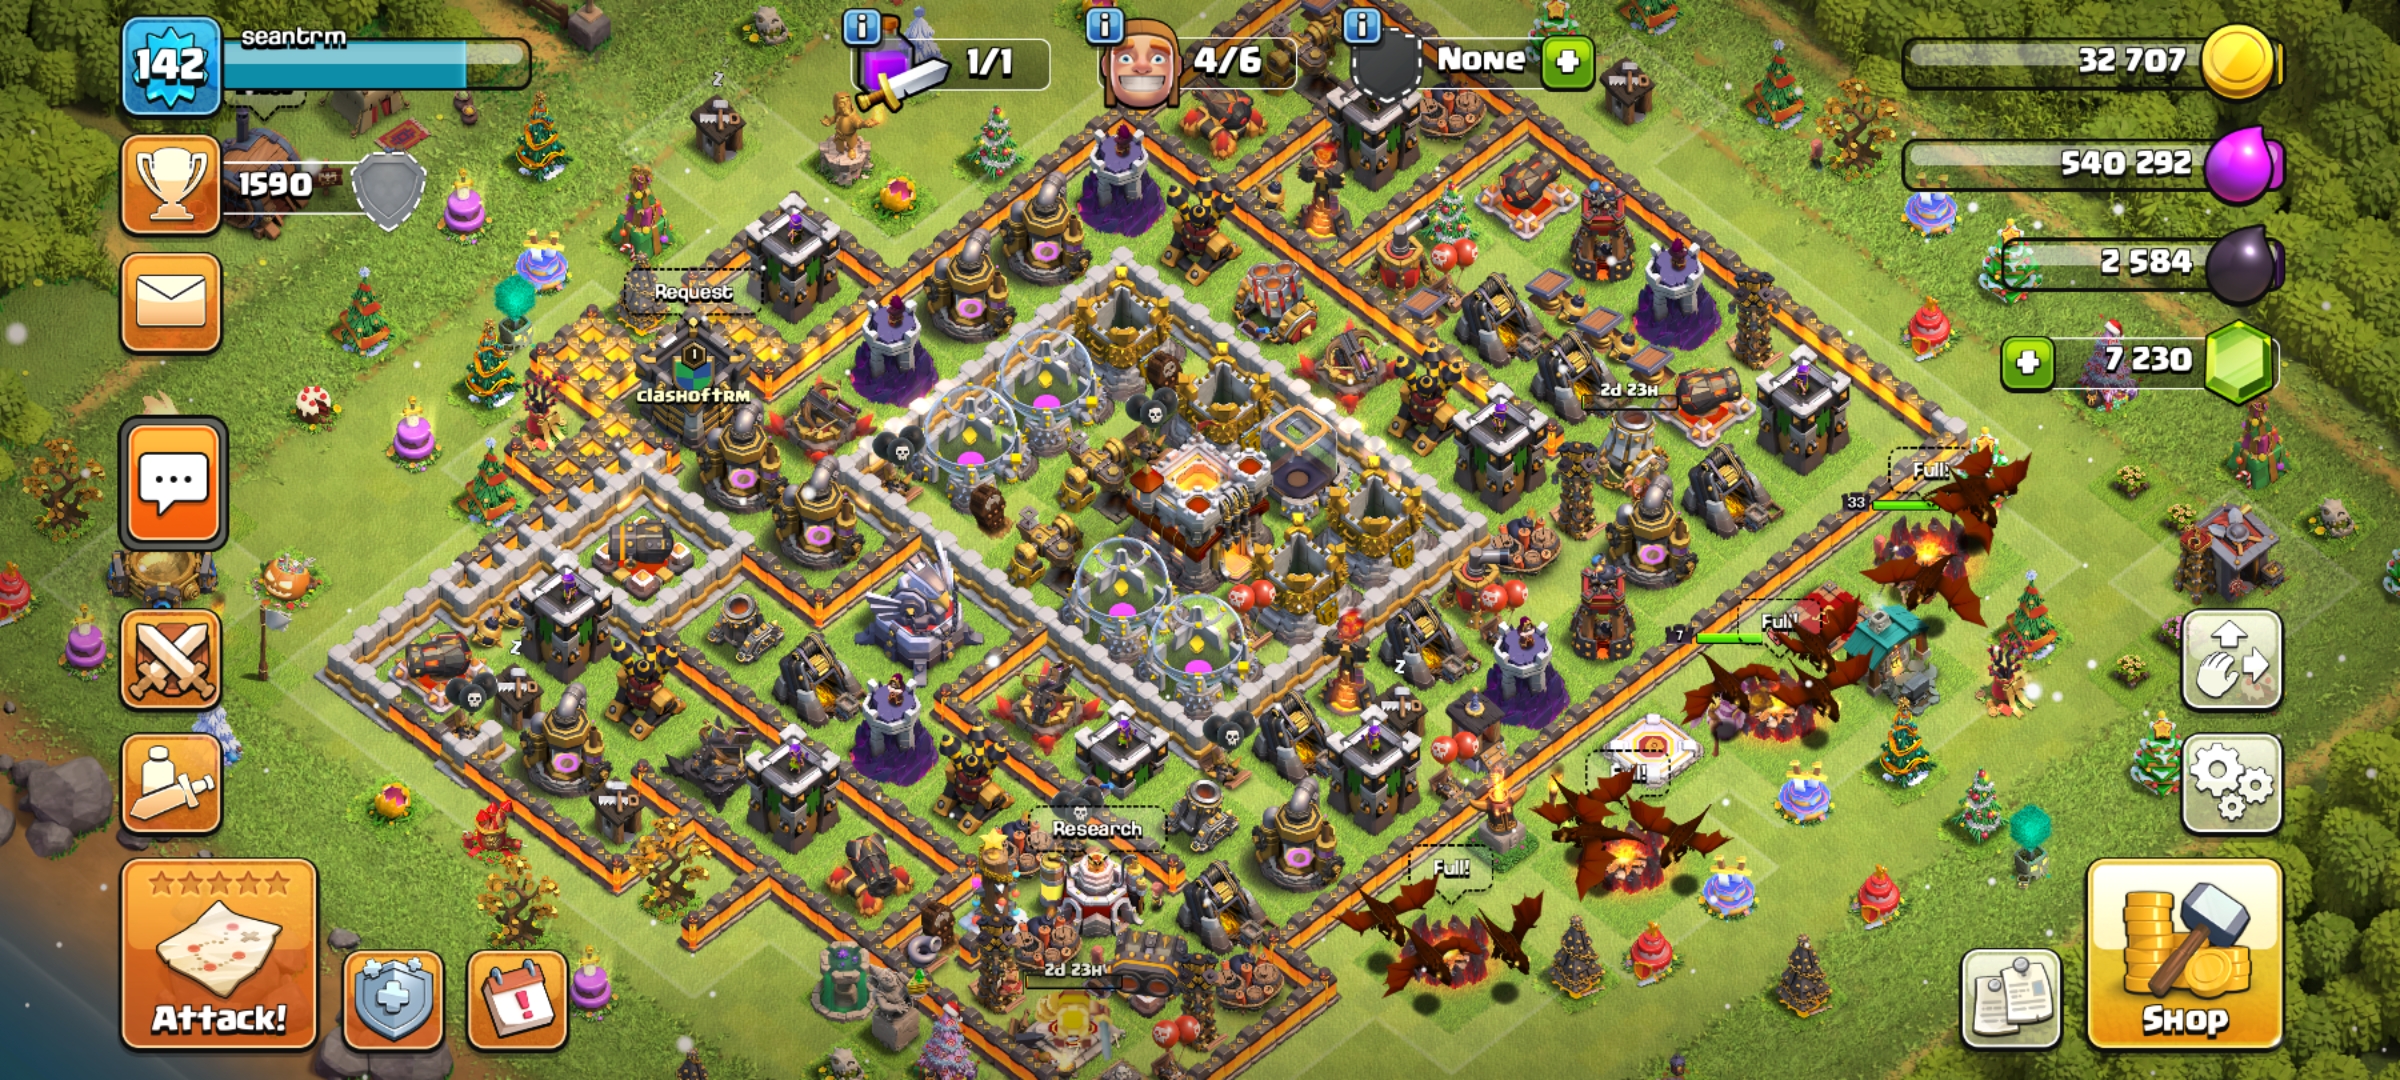 142
seantrm
1/1
4/6
None
32 707
1590
540 292
2 584
7 230
Request
clashoftrm
2d 23H
Full!
33
Full!
7
z
z
z
Full!
Research
Full!
2d 23H
Attack!
Shop